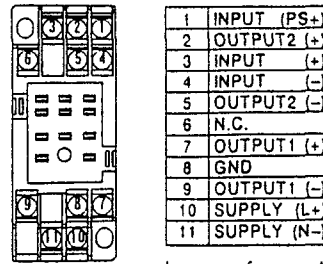 3 2 1
6 5 4
9 8 7
11 10
1 INPUT (PS+)
2 OUTPUT2 (+)
3 INPUT (+)
4 INPUT (−)
5 OUTPUT2 (−)
6 N.C.
7 OUTPUT1 (+)
8 GND
9 OUTPUT1 (−)
10 SUPPLY (L+)
11 SUPPLY (N−)